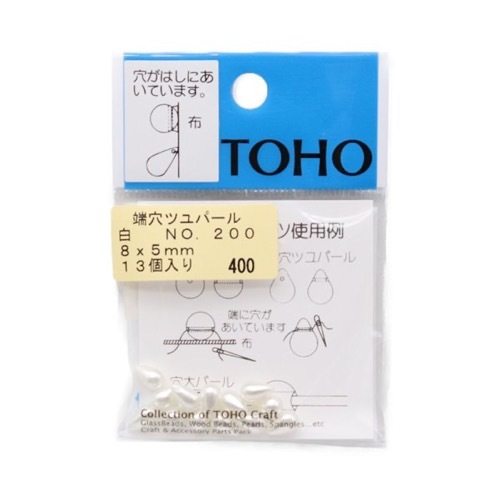 穴がはしにあ
いています。
布
TOHO
端穴ツユパール
白 NO. 200
8x5mm
13個入り 400
ツ使用例
穴ツユパール
端に穴が
あいています
布
穴大パール
Collection of TOHO Craft
GlassBeads, Wood Beads, Pearls, Spangles...etc
Craft & Accessory Parts Pack